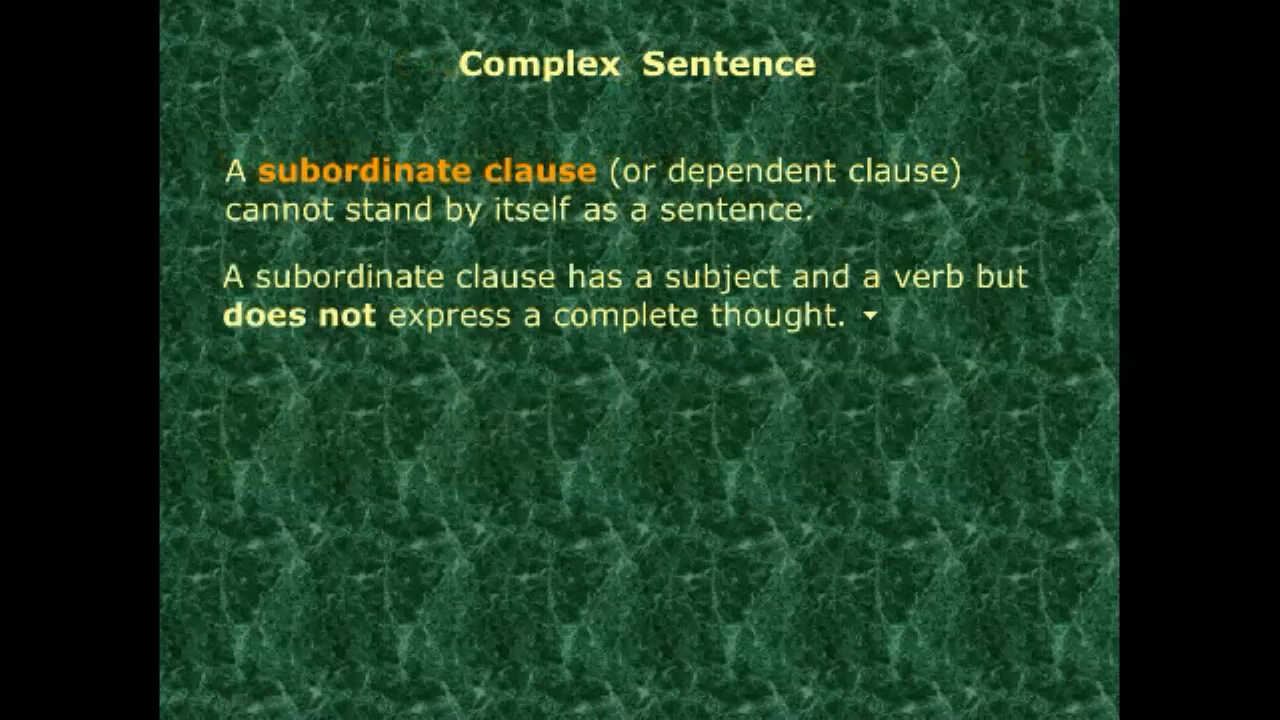 Complex Sentence
A subordinate clause (or dependent clause)
cannot stand by itself as a sentence.
A subordinate clause has a subject and a verb but
does not express a complete thought.